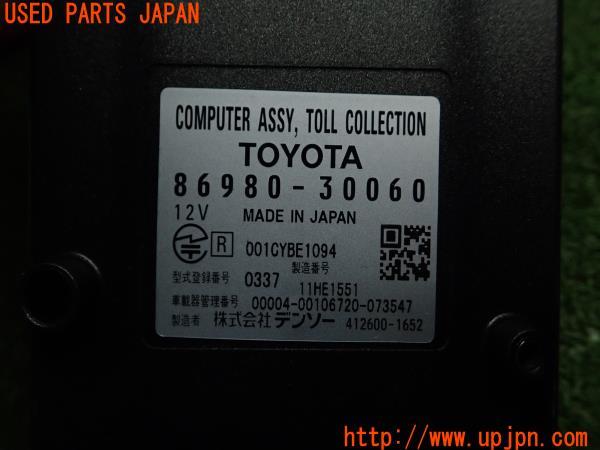 USED PARTS JAPAN
COMPUTER ASSY, TOLL COLLECTION
TOYOTA
86980-30060
12V MADE IN JAPAN
R 001CYBE1094
製造番号
型式登録番号 0337 11HE1551
車載器管理番号 00004-00106720-073547
製造者 株式会社 デンソー 412600-1652
http://www.upjpn.com/